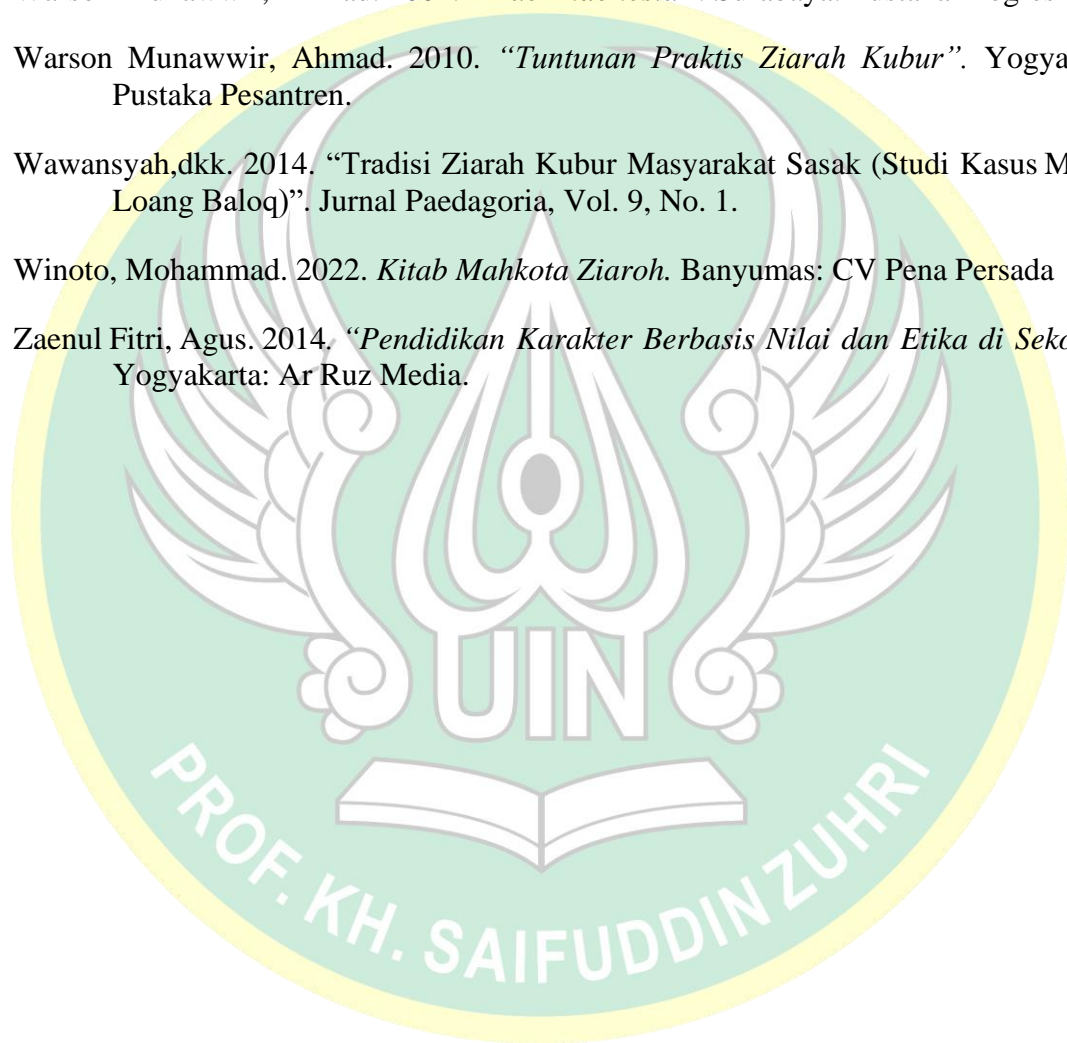 Warson Munawwir, Ahmad. 2010. “Tuntunan Praktis Ziarah Kubur”. Yogya
Pustaka Pesantren.
Wawansyah,dkk. 2014. “Tradisi Ziarah Kubur Masyarakat Sasak (Studi Kasus M
Loang Baloq)”. Jurnal Paedagoria, Vol. 9, No. 1.
Winoto, Mohammad. 2022. Kitab Mahkota Ziaroh. Banyumas: CV Pena Persada
Zaenul Fitri, Agus. 2014. “Pendidikan Karakter Berbasis Nilai dan Etika di Seko
Yogyakarta: Ar Ruz Media.
UIN
PROF. KH. SAIFUDDIN ZUHRI